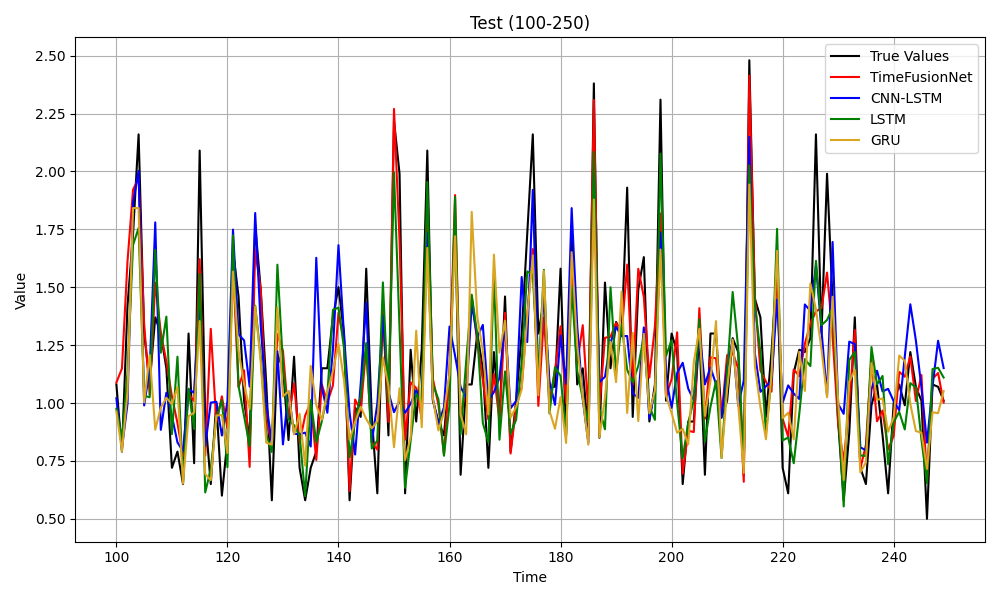 Test (100-250)
Value
2.50
2.25
2.00
1.75
1.50
1.25
1.00
0.75
0.50
True Values
TimeFusionNet
CNN-LSTM
LSTM
GRU
100 120 140 160 180 200 220 240
Time